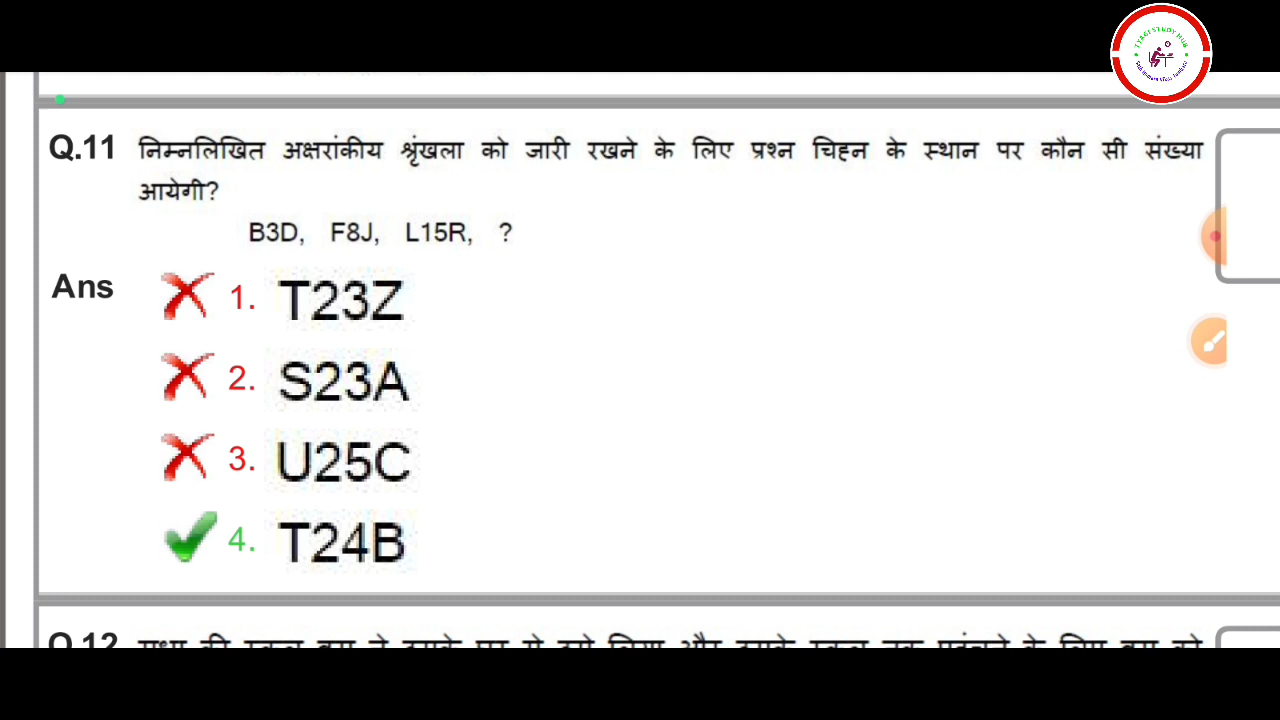 Q.11 निम्नलिखित अक्षरांकीय श्रृंखला को जारी रखने के लिए प्रश्न चिह्न के स्थान पर कौन सी संख्या
आयेगी?
B3D, F8J, L15R, ?
Ans 1. T23Z
2. S23A
3. U25C
4. T24B
Q.12